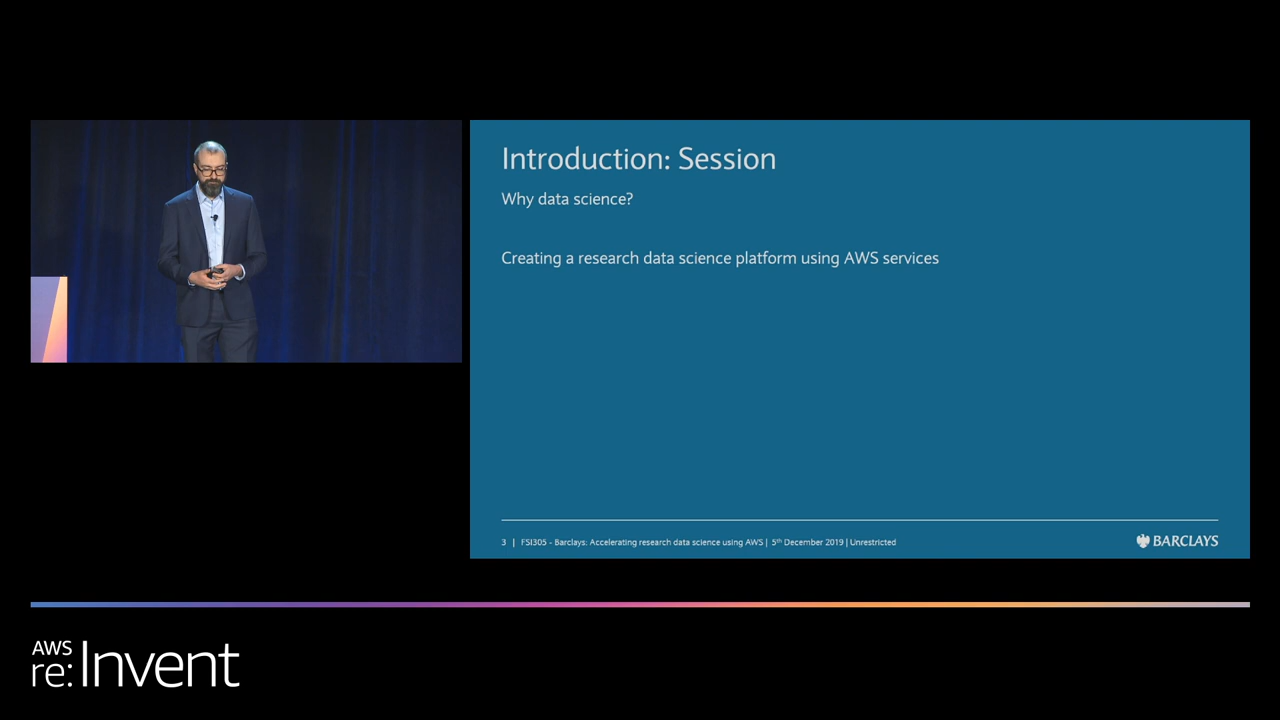 Introduction: Session
Why data science?
Creating a research data science platform using AWS services
3 | FSI305 - Barclays: Accelerating research data science using AWS | 5th December 2019 | Unrestricted
BARCLAYS
AWS
re:Invent